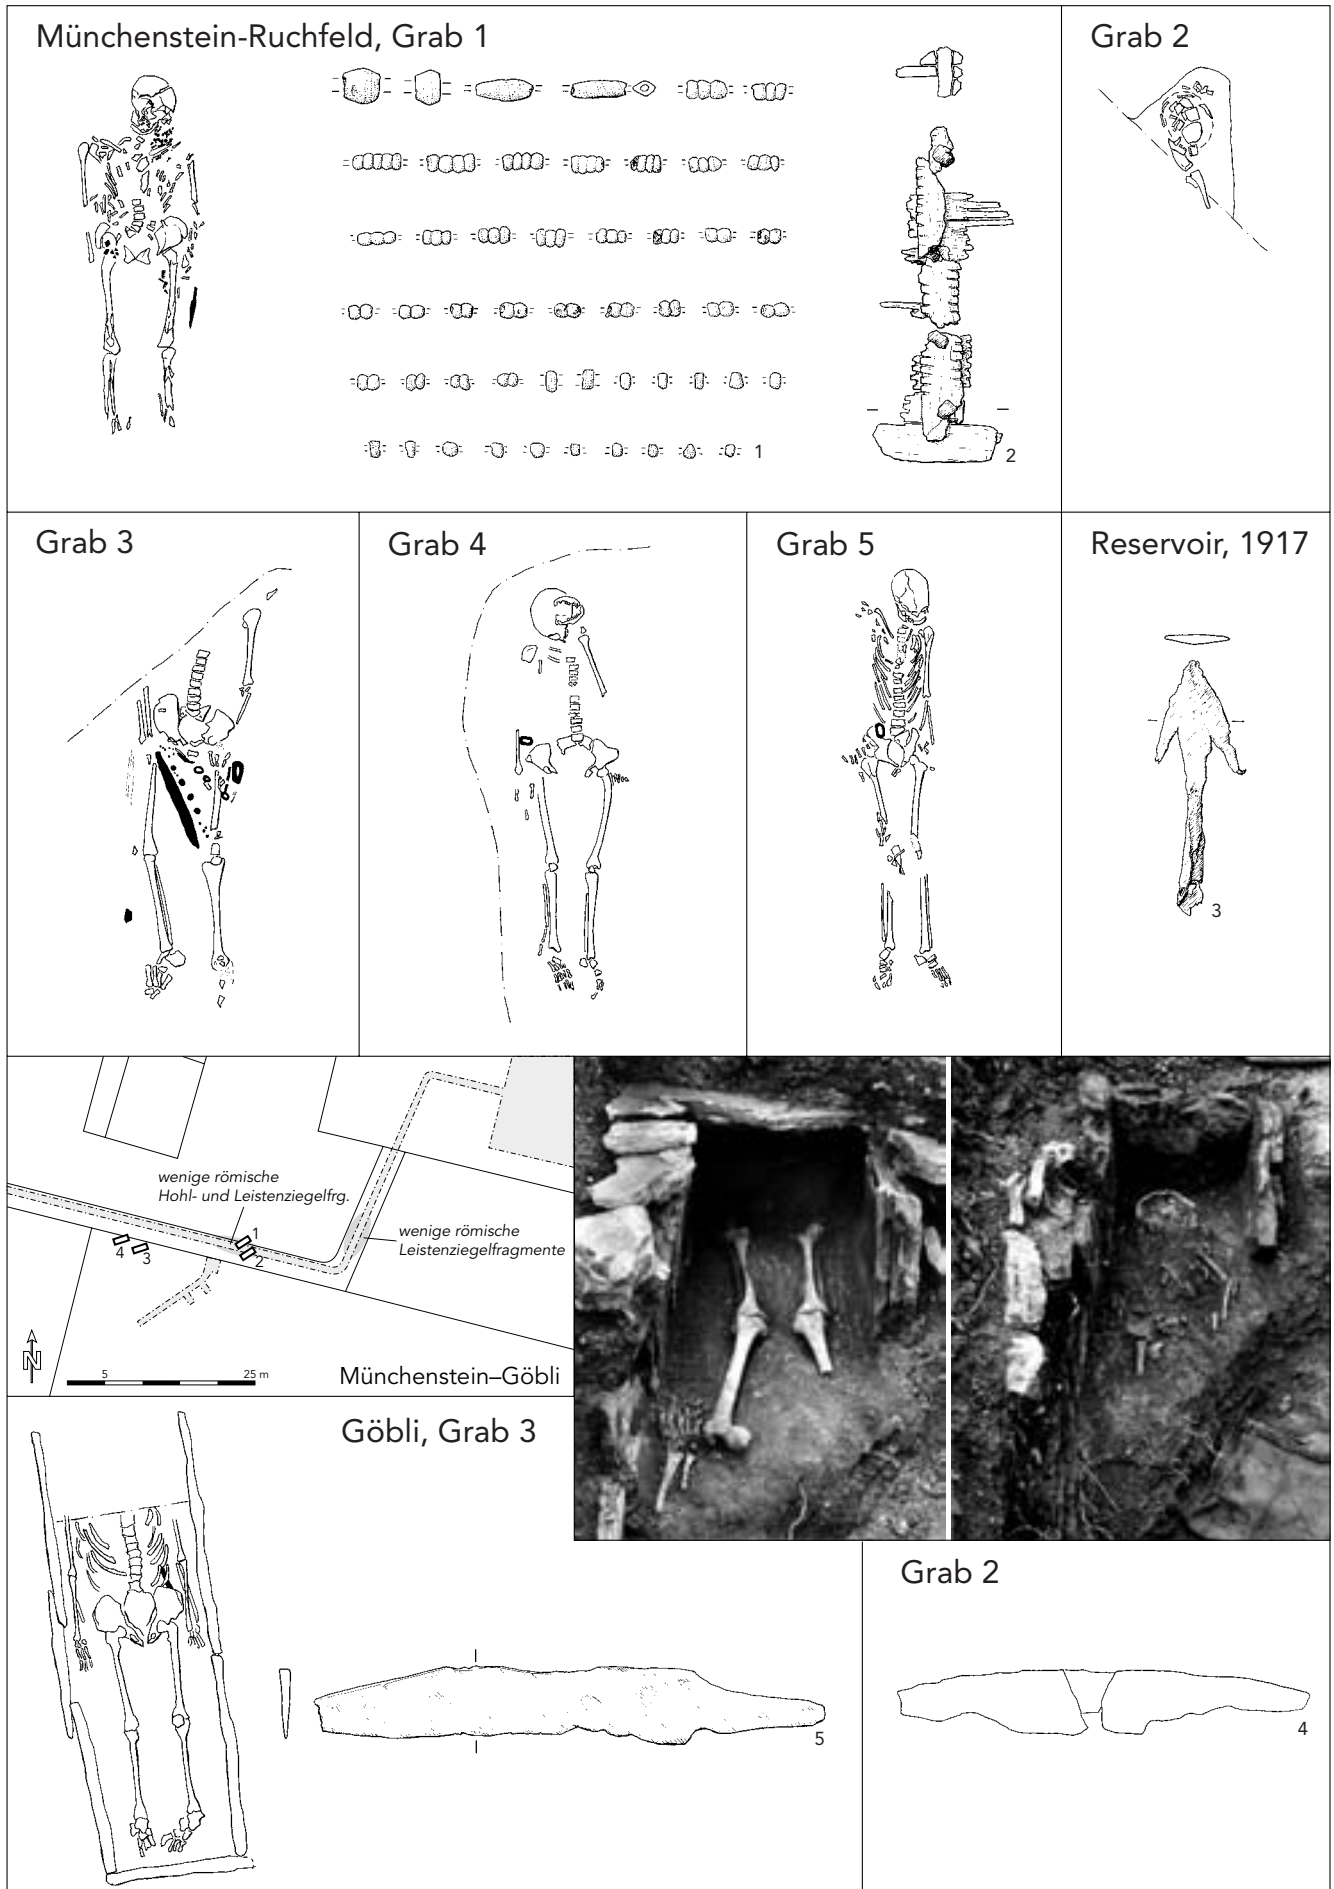 Münchenstein-Ruchfeld, Grab 1
1
2
Grab 2
Grab 3
Grab 4
Grab 5
Reservoir, 1917
3
wenige römische
Hohl- und Leistenziegelfrg.
wenige römische
Leistenziegelfragmente
1
2
3
4
N
5
25 m
Münchenstein–Göbli
Göbli, Grab 3
5
Grab 2
4